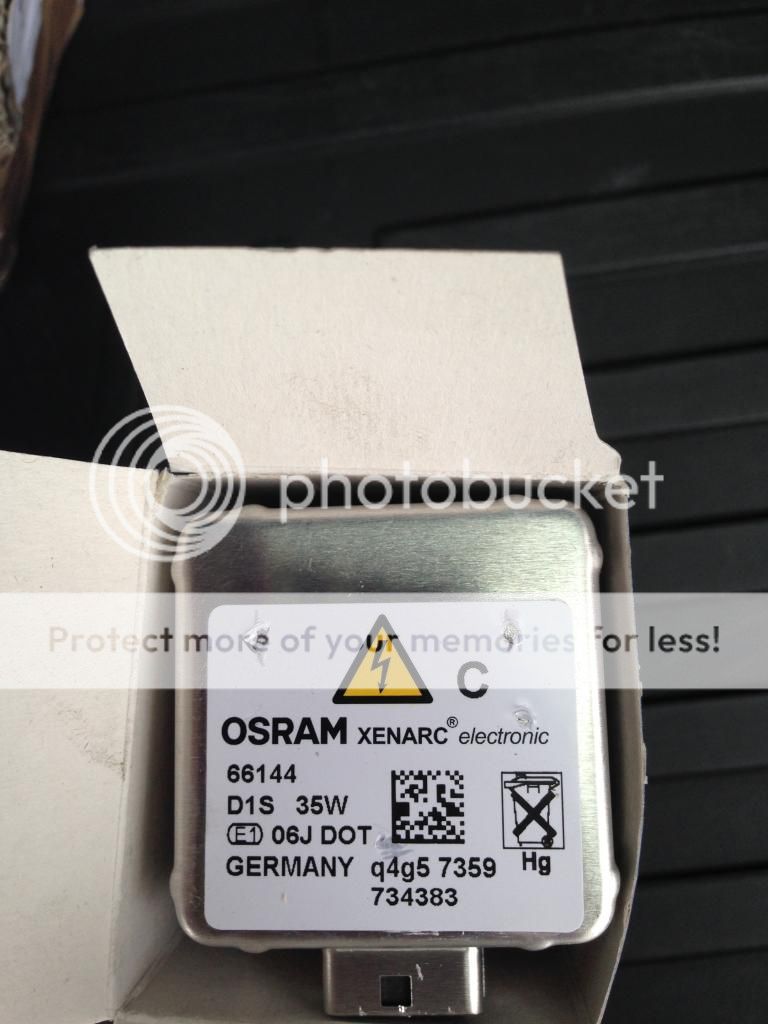 photobucket
Protect more of your memories for less!
C
OSRAM XENARC® electronic
66144
D1S 35W
E1 06J DOT
GERMANY q4g5 7359
734383
Hg